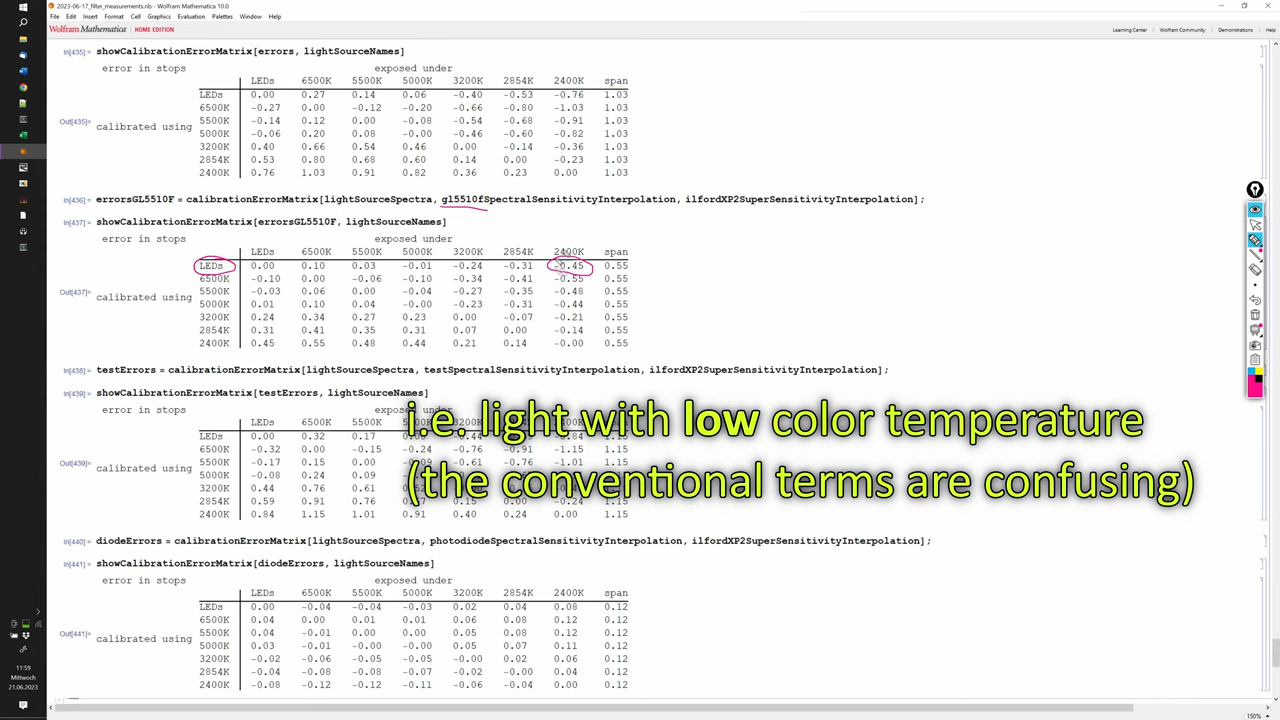 2023-06-17_filter_measurements.nb - Wolfram Mathematica 10.0
File Edit Insert Format Cell Graphics Evaluation Palettes Window Help
Wolfram Mathematica | HOME EDITION Learning Center | Wolfram Community | Demonstrations | Help
In[435]:= showCalibrationErrorMatrix[errors, lightSourceNames]
error in stops exposed under
LEDs 6500K 5500K 5000K 3200K 2854K 2400K span
LEDs 0.00 0.27 0.14 0.06 -0.40 -0.53 -0.76 1.03
6500K -0.27 0.00 -0.12 -0.20 -0.66 -0.80 -1.03 1.03
5500K -0.14 0.12 0.00 -0.08 -0.54 -0.68 -0.91 1.03
Out[435]= calibrated using
5000K -0.06 0.20 0.08 -0.00 -0.46 -0.60 -0.82 1.03
3200K 0.40 0.66 0.54 0.46 0.00 -0.14 -0.36 1.03
2854K 0.53 0.80 0.68 0.60 0.14 0.00 -0.23 1.03
2400K 0.76 1.03 0.91 0.82 0.36 0.23 0.00 1.03
In[436]:= errorsGL5510F = calibrationErrorMatrix[lightSourceSpectra, gl5510fSpectralSensitivityInterpolation, ilfordXP2SuperSensitivityInterpolation];
In[437]:= showCalibrationErrorMatrix[errorsGL5510F, lightSourceNames]
error in stops exposed under
LEDs 6500K 5500K 5000K 3200K 2854K 2400K span
LEDs 0.00 0.10 0.03 -0.01 -0.24 -0.31 -0.45 0.55
6500K -0.10 0.00 -0.06 -0.10 -0.34 -0.41 -0.55 0.55
5500K -0.03 0.06 0.00 -0.04 -0.27 -0.35 -0.48 0.55
Out[437]= calibrated using
5000K 0.01 0.10 0.04 -0.00 -0.23 -0.31 -0.44 0.55
3200K 0.24 0.34 0.27 0.23 0.00 -0.07 -0.21 0.55
2854K 0.31 0.41 0.35 0.31 0.07 0.00 -0.14 0.55
2400K 0.45 0.55 0.48 0.44 0.21 0.14 -0.00 0.55
In[438]:= testErrors = calibrationErrorMatrix[lightSourceSpectra, testSpectralSensitivityInterpolation, ilfordXP2SuperSensitivityInterpolation];
In[439]:= showCalibrationErrorMatrix[testErrors, lightSourceNames]
error in stops exposed under
i.e. light with low color temperature
(the conventional terms are confusing)
LEDs 6500K 5500K
LEDs 0.00 0.32 0.17
6500K -0.32 0.00 -0.15 -0.24 -0.76 -0.91 -1.15 1.15
5500K -0.17 0.15 0.00 1.15
Out[439]= calibrated using
5000K -0.08 0.24 0.09 1.15
3200K 0.44 0.76 0.61 1.15
2854K 0.59 0.91 0.76 1.15
2400K 0.84 1.15 1.01 0.91 0.40 0.24 0.00 1.15
In[440]:= diodeErrors = calibrationErrorMatrix[lightSourceSpectra, photodiodeSpectralSensitivityInterpolation, ilfordXP2SuperSensitivityInterpolation];
In[441]:= showCalibrationErrorMatrix[diodeErrors, lightSourceNames]
error in stops exposed under
LEDs 6500K 5500K 5000K 3200K 2854K 2400K span
LEDs 0.00 -0.04 -0.04 -0.03 0.02 0.04 0.08 0.12
6500K 0.04 0.00 0.01 0.01 0.06 0.08 0.12 0.12
5500K 0.04 -0.01 0.00 0.00 0.05 0.08 0.12 0.12
Out[441]= calibrated using
5000K 0.03 -0.01 -0.00 0.00 0.05 0.07 0.11 0.12
3200K -0.02 -0.06 -0.05 -0.05 -0.00 0.02 0.06 0.12
2854K -0.04 -0.08 -0.08 -0.07 -0.02 -0.00 0.04 0.12
2400K -0.08 -0.12 -0.12 -0.11 -0.06 -0.04 0.00 0.12
11:59
Mittwoch
21.06.2023
150%